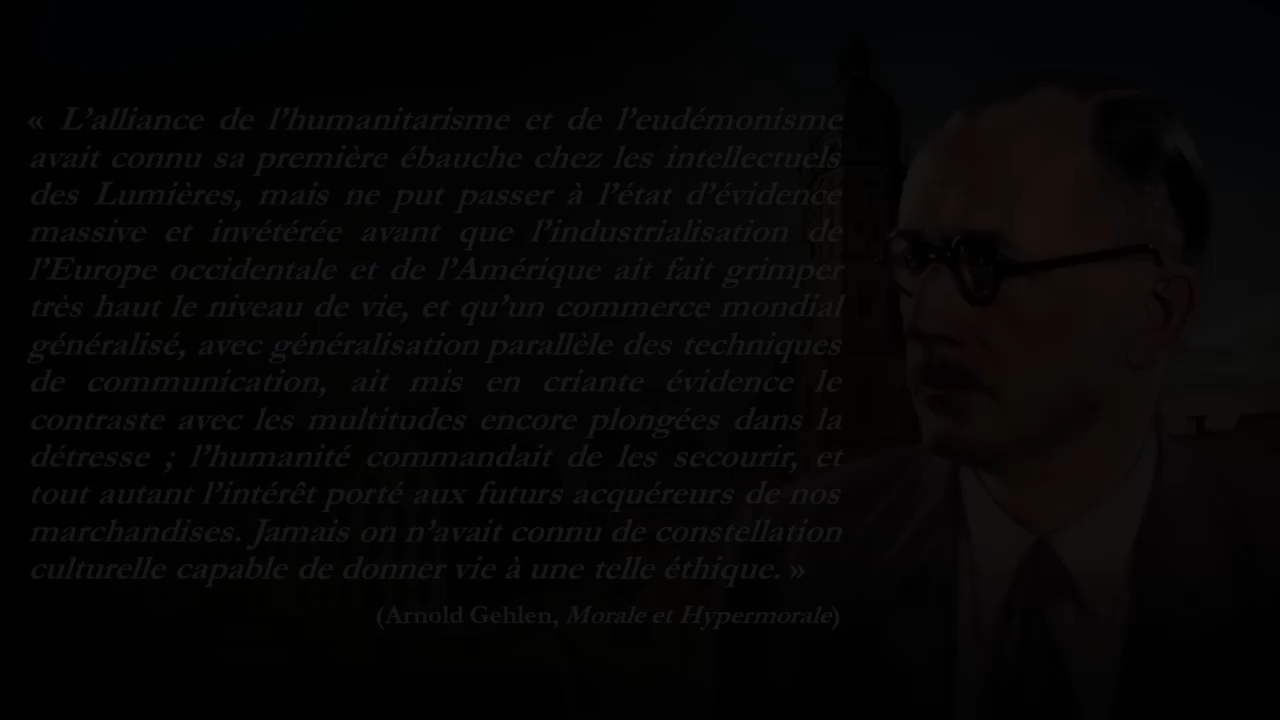 « L’alliance de l’humanitarisme et de l’eudémonisme
avait connu sa première ébauche chez les intellectuels
des Lumières, mais ne put passer à l’état d’évidence
massive et invétérée avant que l’industrialisation de
l’Europe occidentale et de l’Amérique ait fait grimper
très haut le niveau de vie, et qu’un commerce mondial
généralisé, avec généralisation parallèle des techniques
de communication, ait mis en criante évidence le
contraste avec les multitudes encore plongées dans la
détresse ; l’humanité commandait de les secourir, et
tout autant l’intérêt porté aux futurs acquéreurs de nos
marchandises. Jamais on n’avait connu de constellation
culturelle capable de donner vie à une telle éthique. »
(Arnold Gehlen, Morale et Hypermorale)